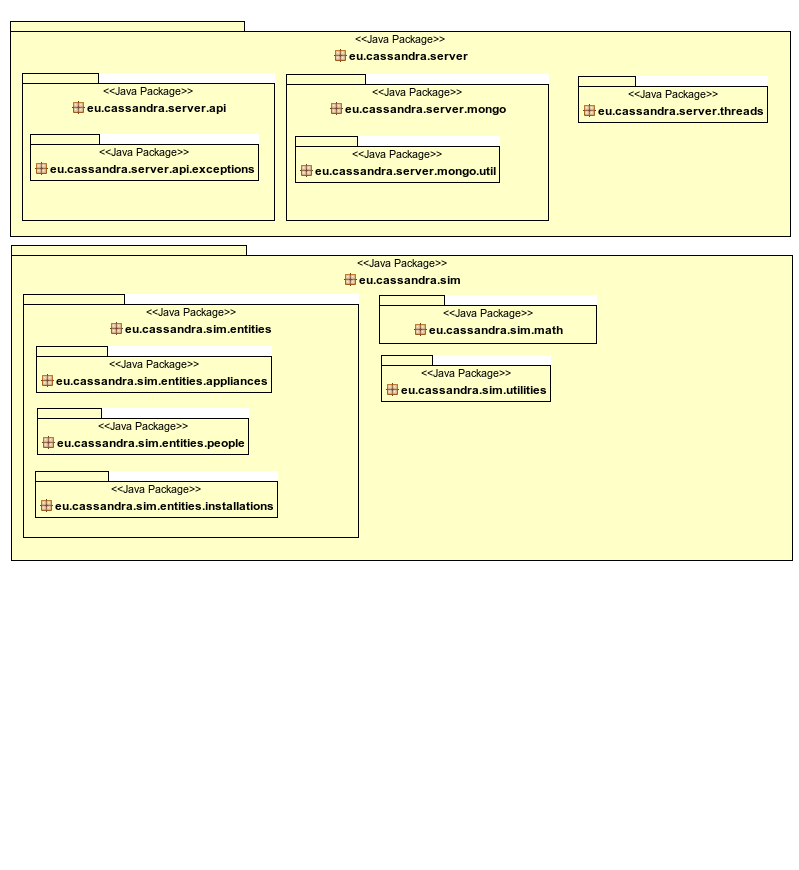 <<Java Package>>
eu.cassandra.server
<<Java Package>>
eu.cassandra.server.api
<<Java Package>>
eu.cassandra.server.api.exceptions
<<Java Package>>
eu.cassandra.server.mongo
<<Java Package>>
eu.cassandra.server.mongo.util
<<Java Package>>
eu.cassandra.server.threads
<<Java Package>>
eu.cassandra.sim
<<Java Package>>
eu.cassandra.sim.entities
<<Java Package>>
eu.cassandra.sim.entities.appliances
<<Java Package>>
eu.cassandra.sim.entities.people
<<Java Package>>
eu.cassandra.sim.entities.installations
<<Java Package>>
eu.cassandra.sim.math
<<Java Package>>
eu.cassandra.sim.utilities